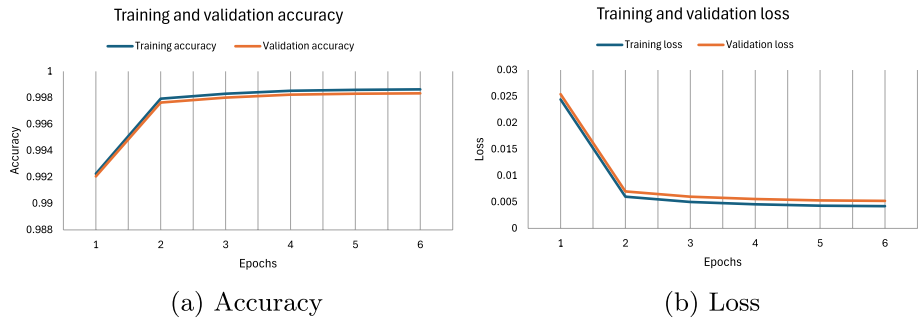 Training and validation accuracy
Training accuracy Validation accuracy
1
0.998
0.996
0.994
0.992
0.99
0.988
Accuracy
1 2 3 4 5 6
Epochs
(a) Accuracy
Training and validation loss
Training loss Validation loss
0.03
0.025
0.02
0.015
0.01
0.005
0
Loss
1 2 3 4 5 6
Epochs
(b) Loss